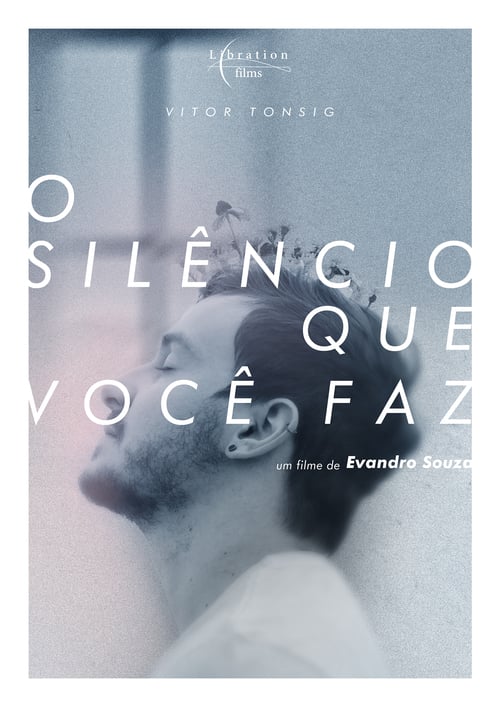 Libration
films
VITOR TONSIG
O
SILÊNCIO
QUE
VOCÊ FAZ
um filme de Evandro Souza